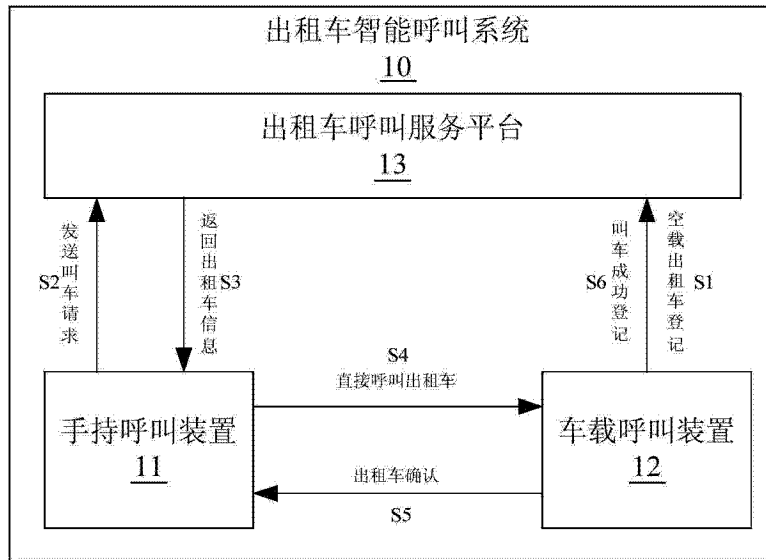 出租车智能呼叫系统
10
出租车呼叫服务平台
13
S2
发送叫车请求
返回出租车信息
S3
S6
叫车成功登记
空载出租车登记
S1
S4
直接呼叫出租车
手持呼叫装置
11
车载呼叫装置
12
出租车确认
S5